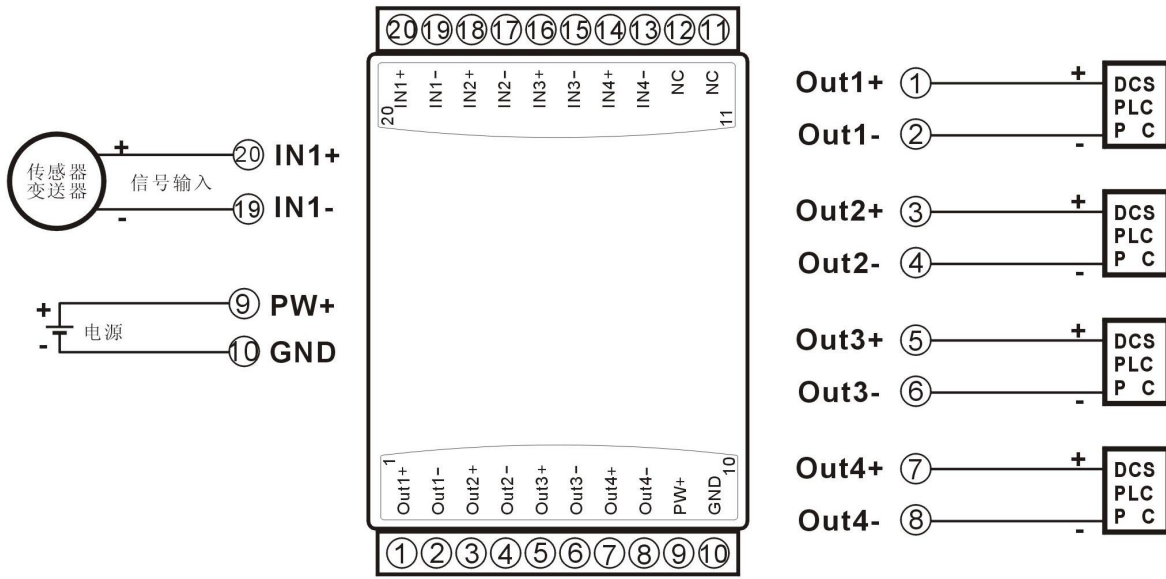 ⑳⑲⑱⑰⑯⑮⑭⑬⑫⑪
IN1+ IN1- IN2+ IN2- IN3+ IN3- IN4+ IN4- NC NC
20 11
传感器
变送器
+
信号输入
-
⑳ IN1+
⑲ IN1-
+
电源
-
⑨ PW+
⑩ GND
1 10
Out1+ Out1- Out2+ Out2- Out3+ Out3- Out4+ Out4- PW+ GND
①②③④⑤⑥⑦⑧⑨⑩
Out1+ ① +
Out1- ② -
DCS
PLC
P C
Out2+ ③ +
Out2- ④ -
DCS
PLC
P C
Out3+ ⑤ +
Out3- ⑥ -
DCS
PLC
P C
Out4+ ⑦ +
Out4- ⑧ -
DCS
PLC
P C